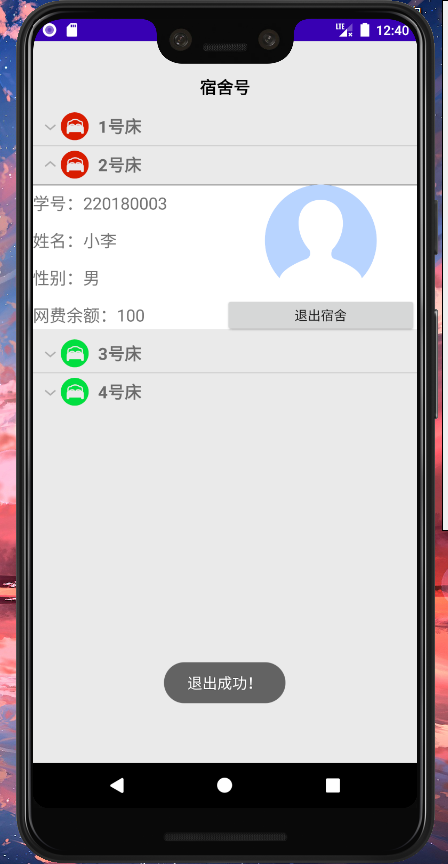 LTE 12:40
宿舍号
1号床
2号床
学号：220180003
姓名：小李
性别：男
网费余额：100
退出宿舍
3号床
4号床
退出成功！